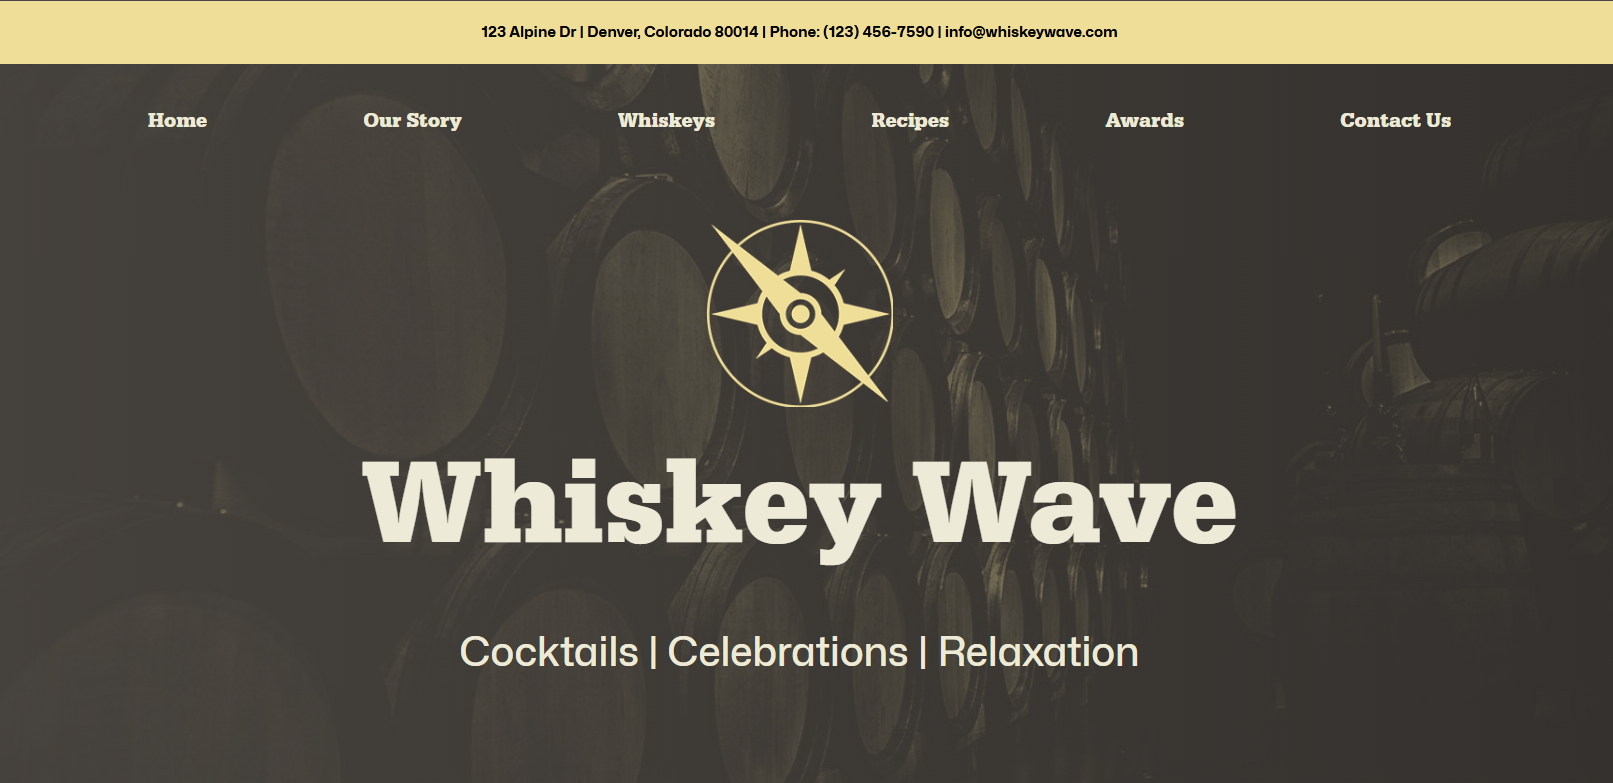 123 Alpine Dr | Denver, Colorado 80014 | Phone: (123) 456-7590 | info@whiskeywave.com
Home Our Story Whiskeys Recipes Awards Contact Us
Whiskey Wave
Cocktails | Celebrations | Relaxation